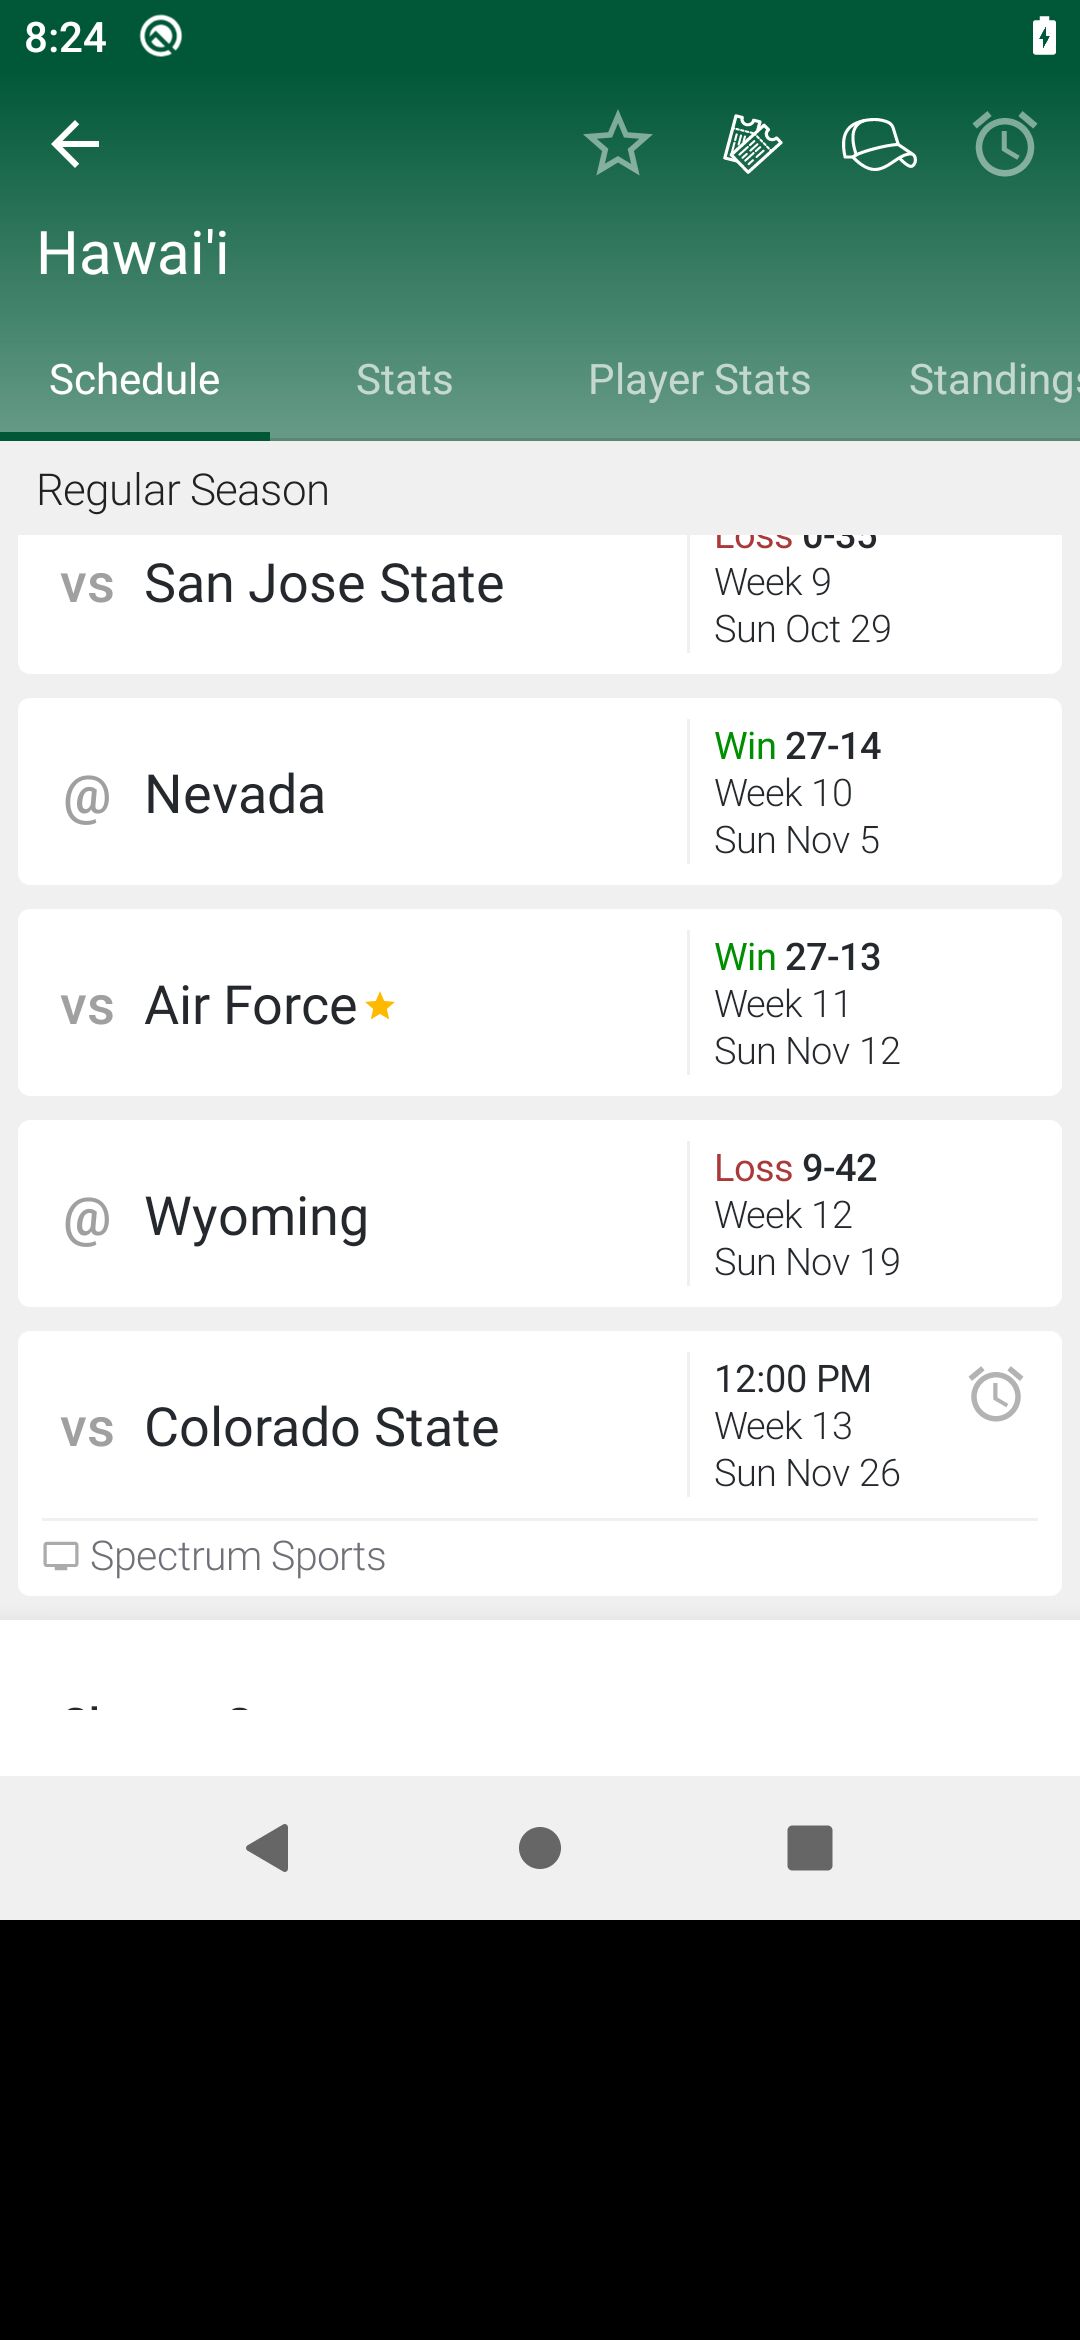 8:24
Hawai'i
Schedule
Stats
Player Stats
Standings
Regular Season
Loss 0-35
vs San Jose State
Week 9
Sun Oct 29
Win 27-14
@ Nevada
Week 10
Sun Nov 5
Win 27-13
vs Air Force
Week 11
Sun Nov 12
Loss 9-42
@ Wyoming
Week 12
Sun Nov 19
12:00 PM
vs Colorado State
Week 13
Sun Nov 26
Spectrum Sports